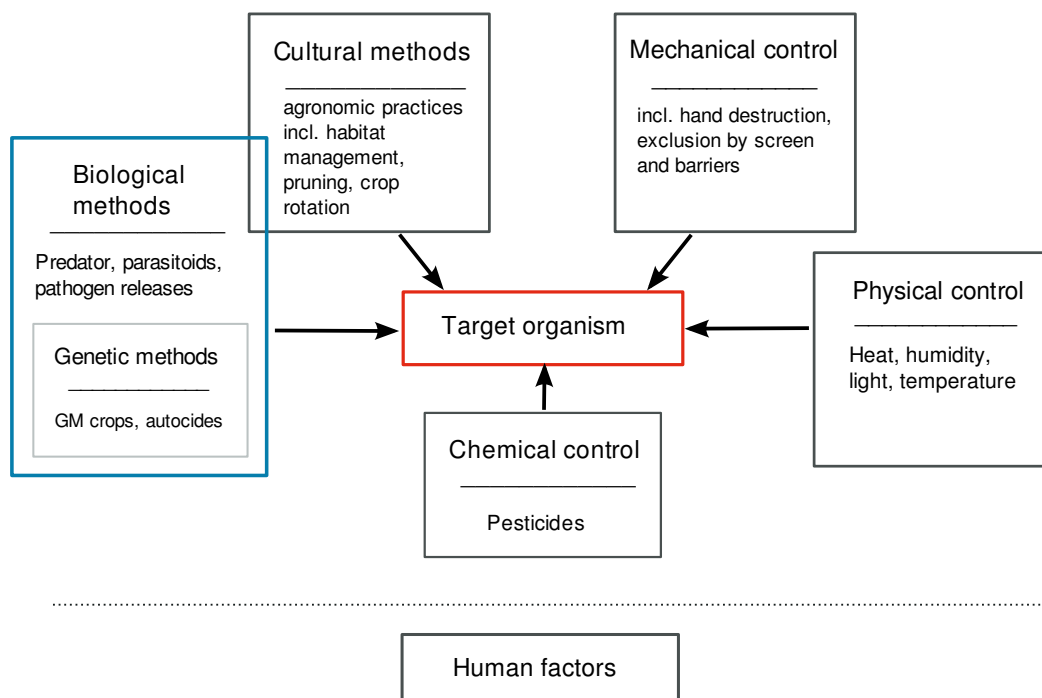 Cultural methods
agronomic practices
incl. habitat
management,
pruning, crop
rotation
Mechanical control
incl. hand destruction,
exclusion by screen
and barriers
Biological
methods
Predator, parasitoids,
pathogen releases
Genetic methods
GM crops, autocides
Target organism
Physical control
Heat, humidity,
light, temperature
Chemical control
Pesticides
Human factors